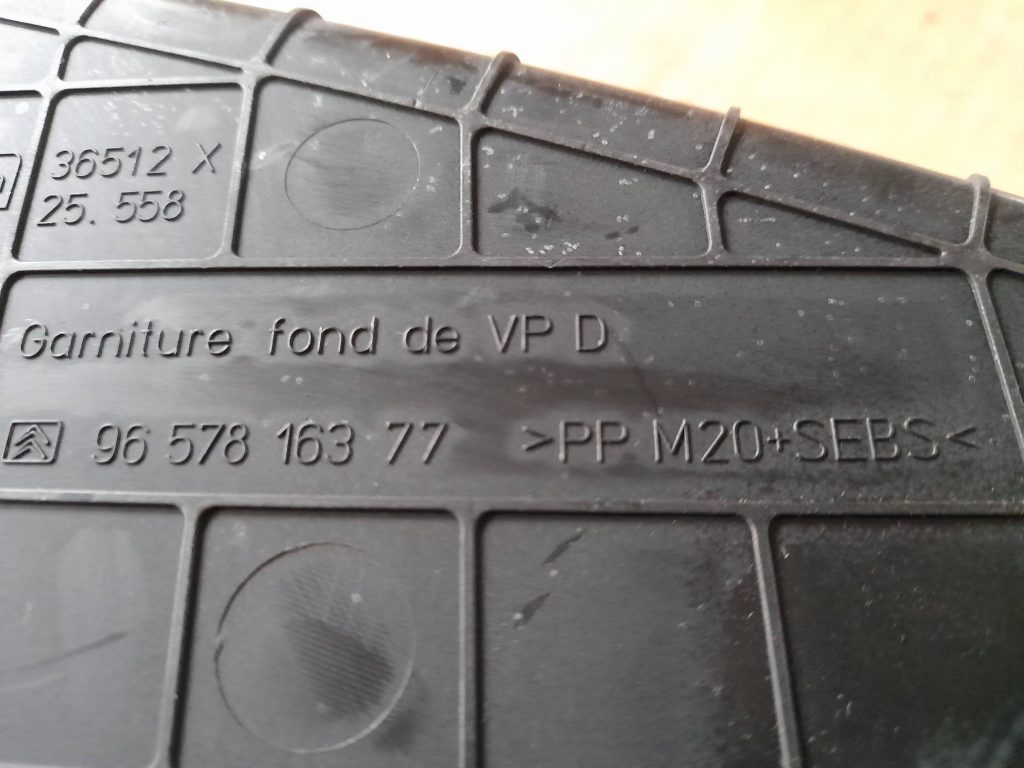 36512 X
25. 558
Garniture fond de VP D
96 578 163 77 >PP M20+SEBS<